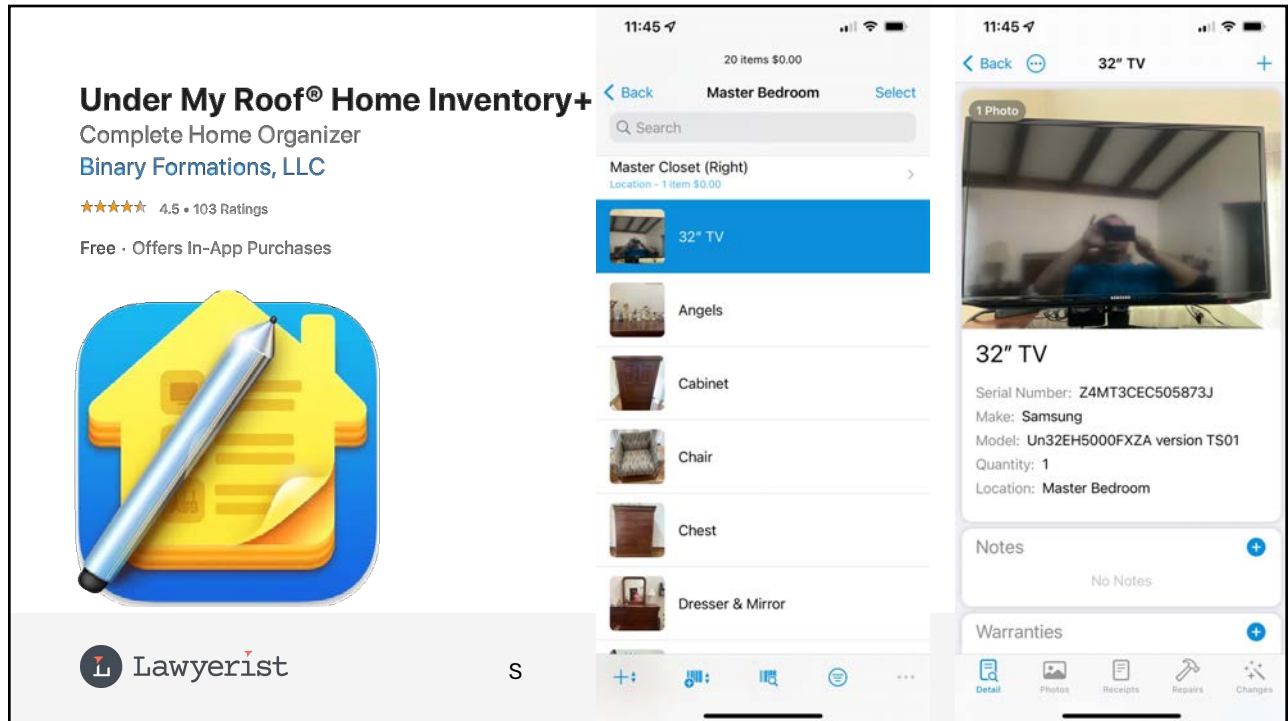 Under My Roof® Home Inventory+
Complete Home Organizer
Binary Formations, LLC
4.5 • 103 Ratings
Free · Offers In-App Purchases
Lawyerist
S
11:45
20 items $0.00
Back Master Bedroom Select
Search
Master Closet (Right)
Location - 1 item $0.00
32" TV
Angels
Cabinet
Chair
Chest
Dresser & Mirror
11:45
Back 32" TV
1 Photo
SAMSUNG
32" TV
Serial Number: Z4MT3CEC505873J
Make: Samsung
Model: Un32EH5000FXZA version TS01
Quantity: 1
Location: Master Bedroom
Notes
No Notes
Warranties
Detail Photos Receipts Repairs Changes